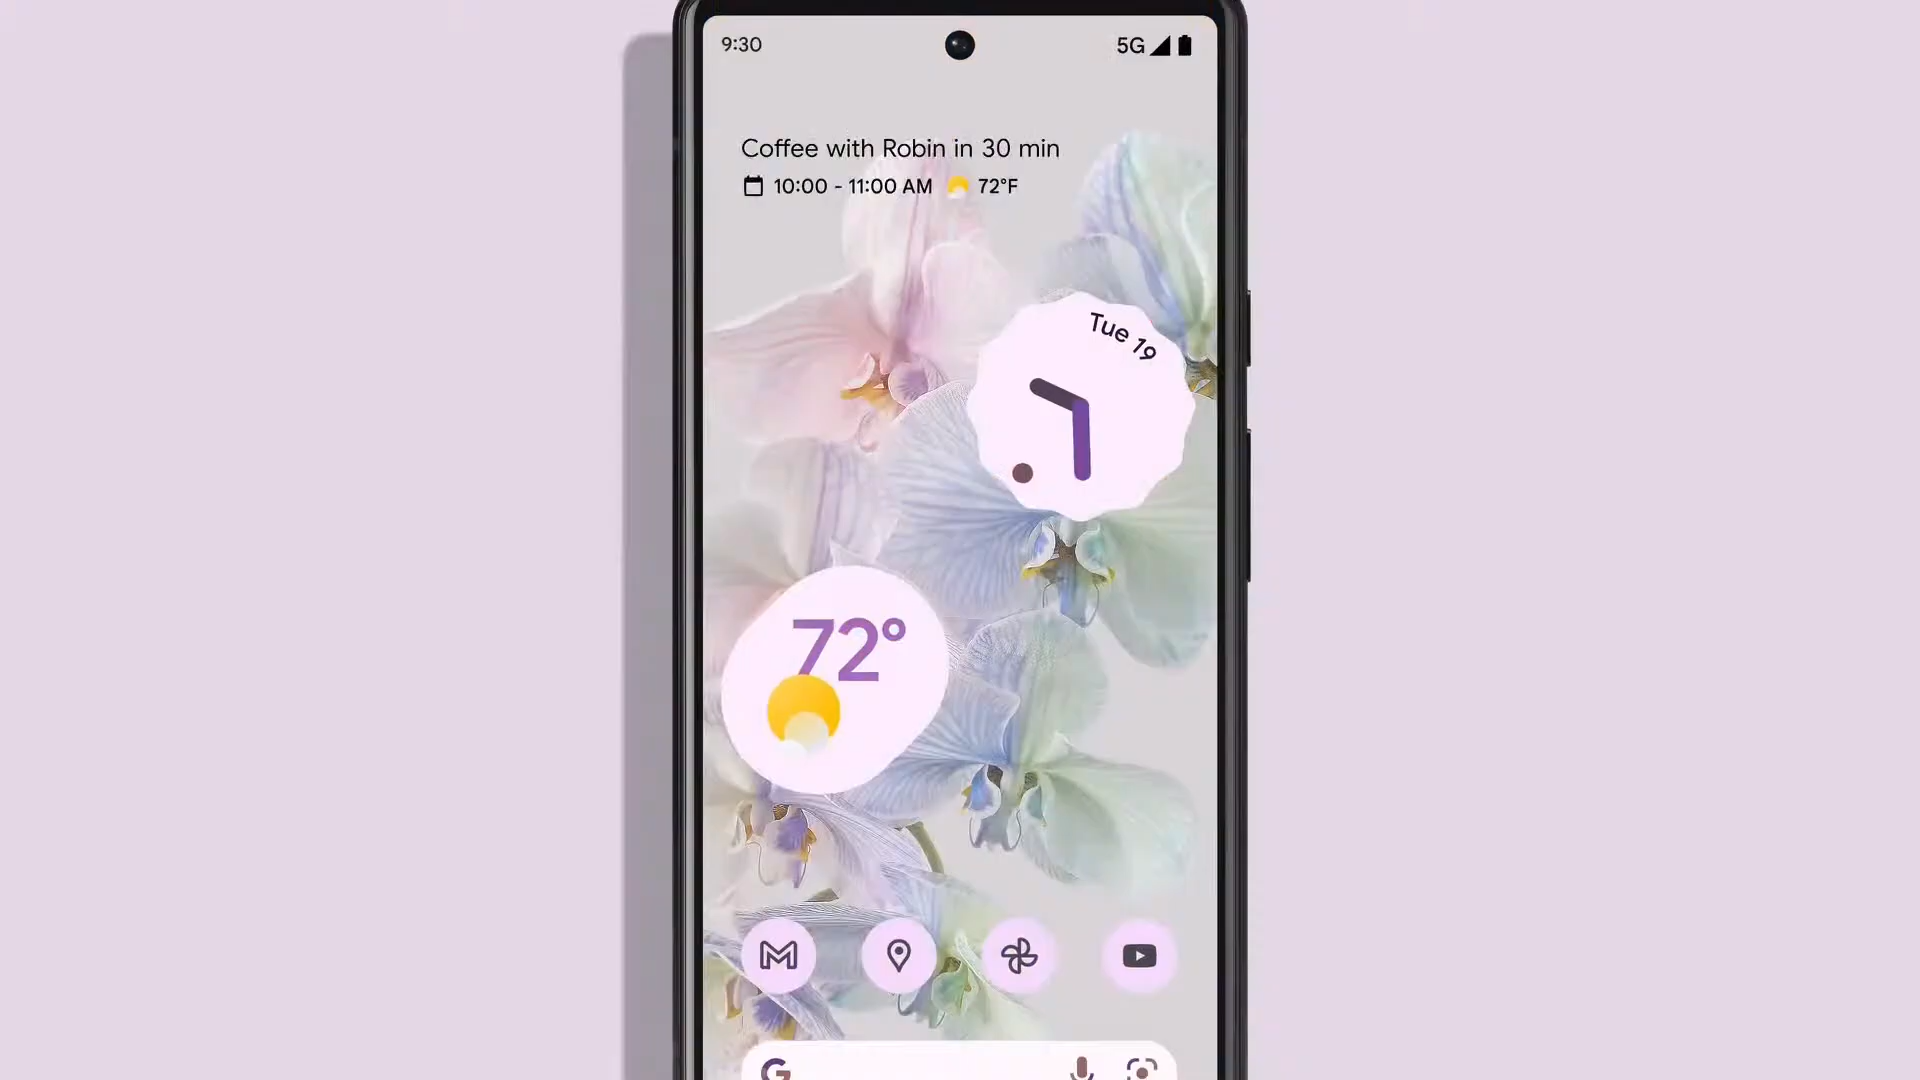 9:30
5G
Coffee with Robin in 30 min
10:00 - 11:00 AM 72°F
Tue 19
72°
G